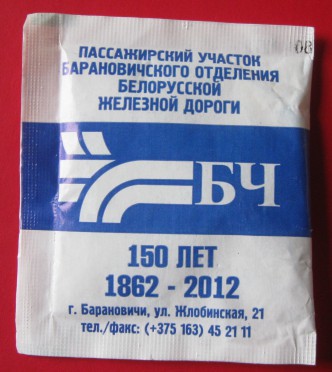 ПАССАЖИРСКИЙ УЧАСТОК
БАРАНОВИЧСКОГО ОТДЕЛЕНИЯ
БЕЛОРУССКОЙ
ЖЕЛЕЗНОЙ ДОРОГИ
БЧ
150 ЛЕТ
1862 - 2012
г. Барановичи, ул. Жлобинская, 21
тел./факс: (+375 163) 45 21 11